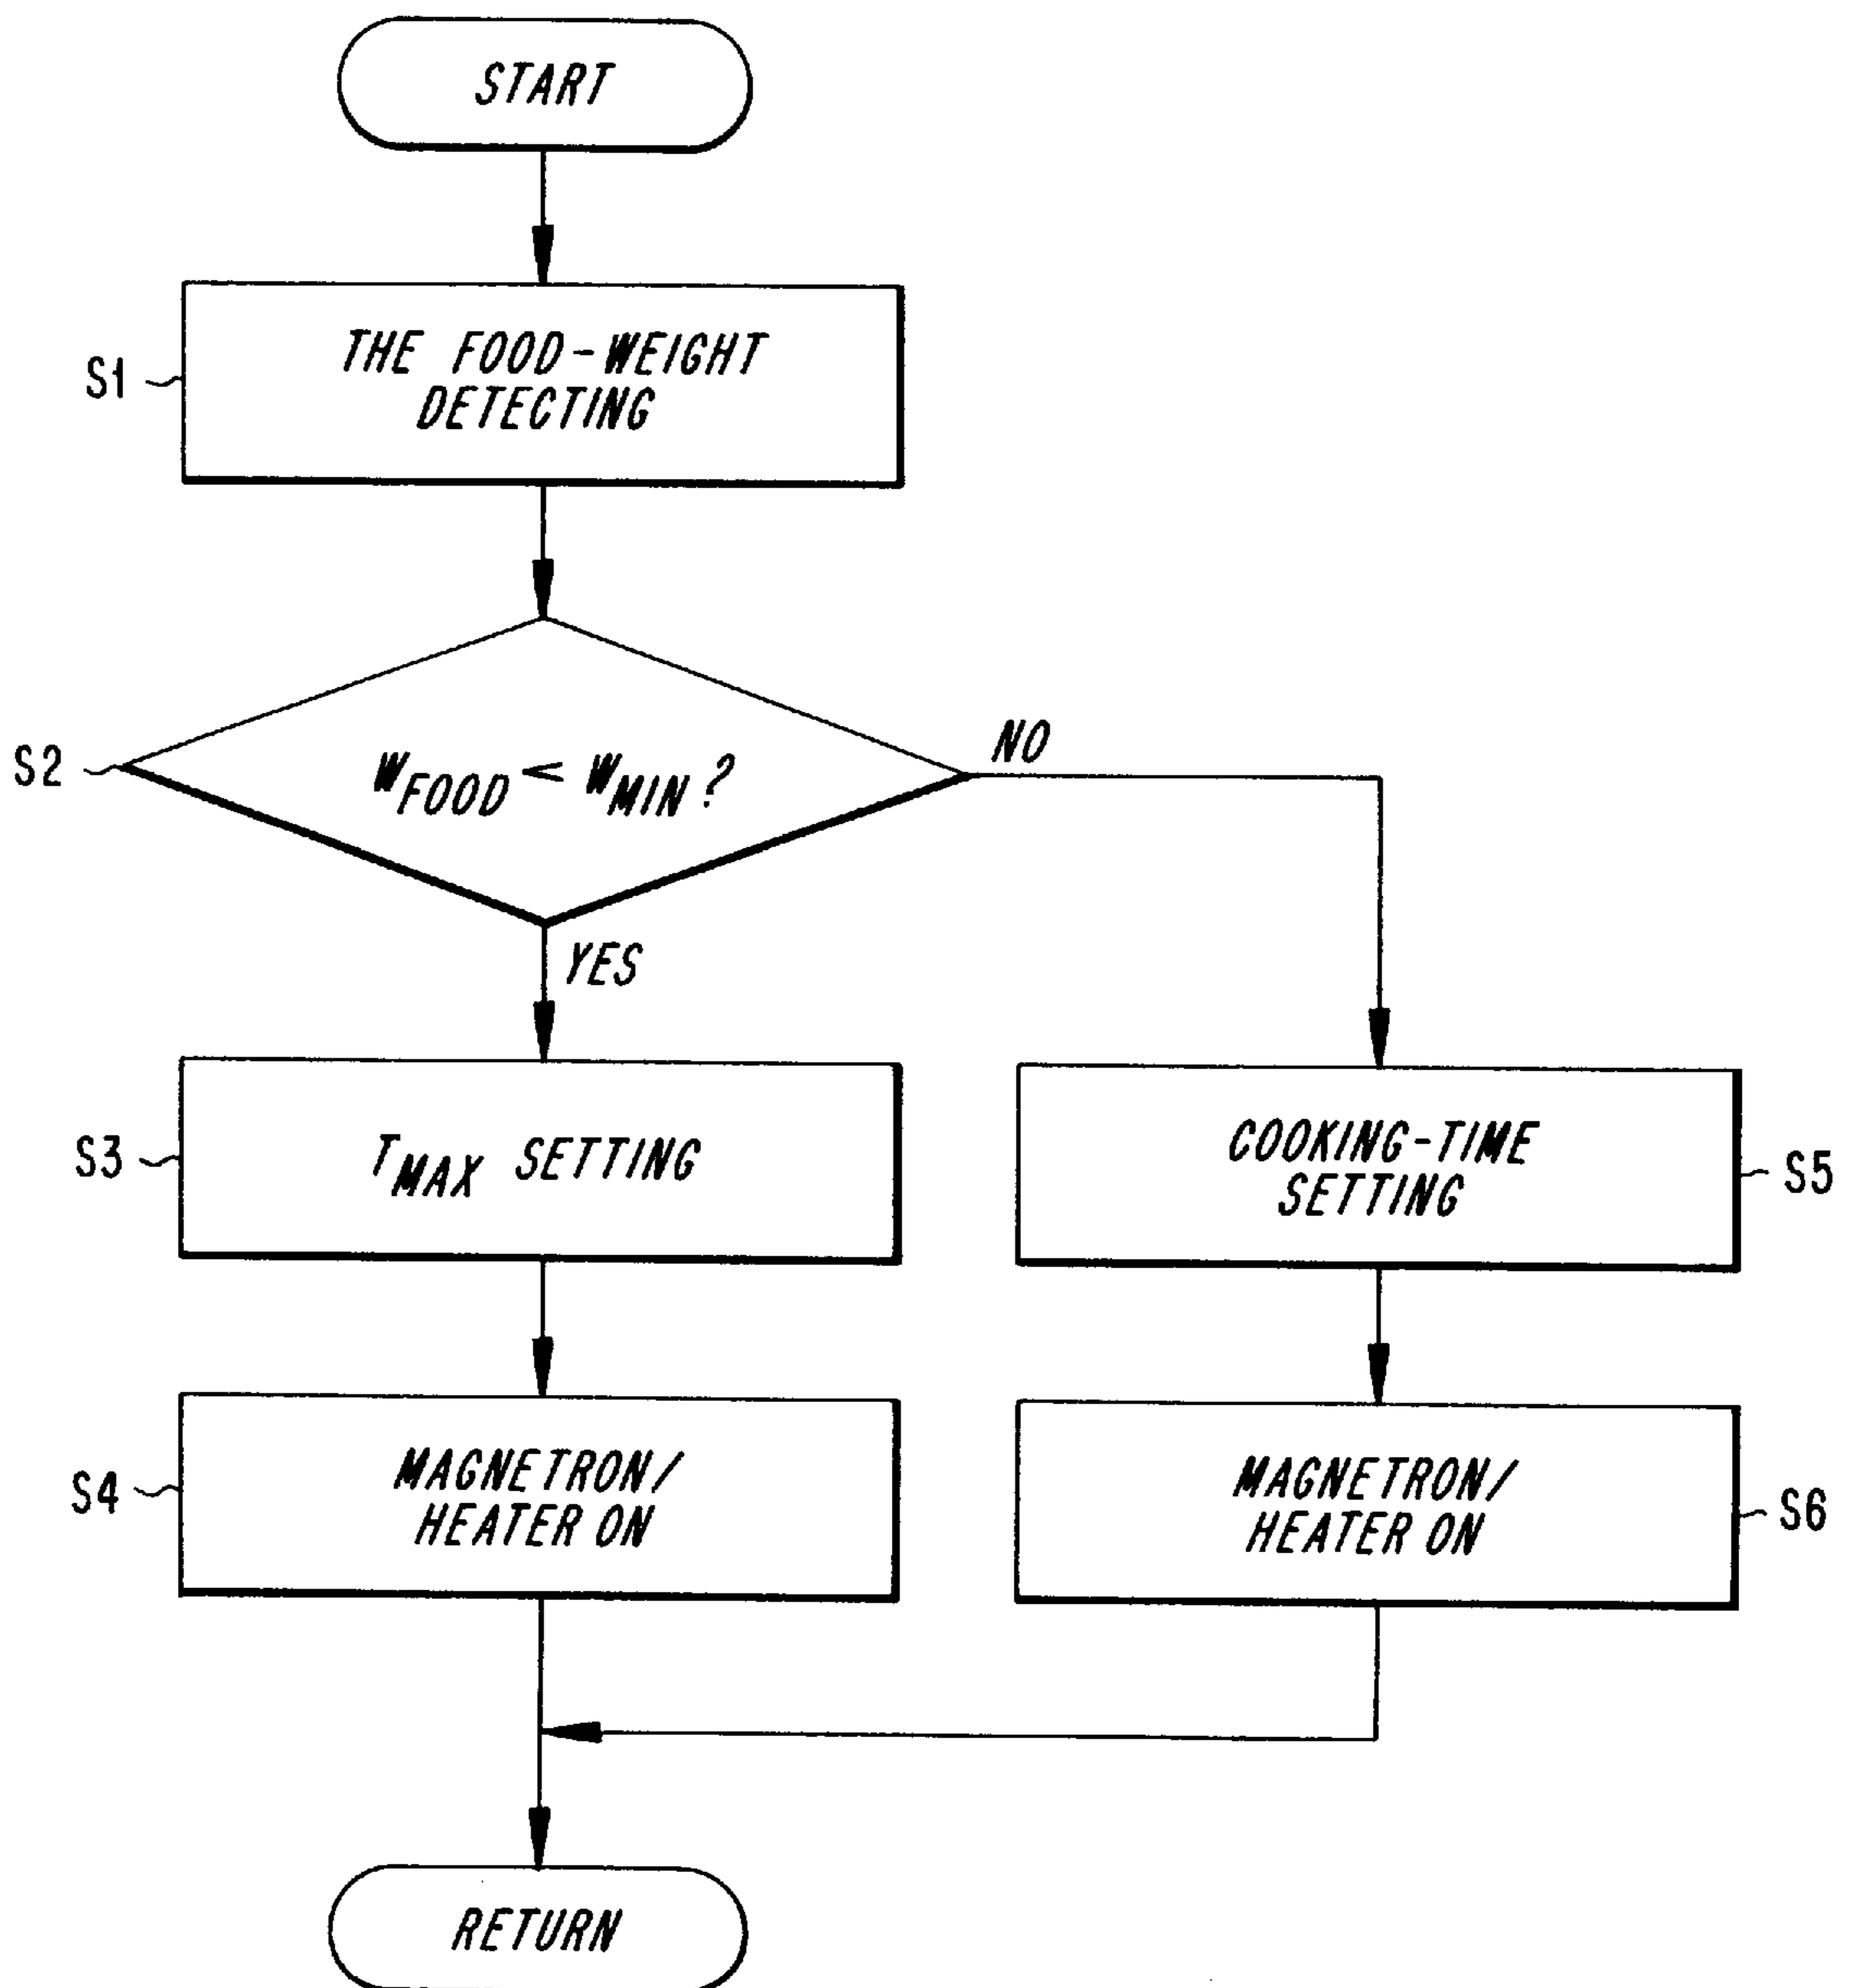 START
S1
THE FOOD-WEIGHT
DETECTING
S2
W_FOOD < W_MIN ?
NO
YES
S3
T_MAX SETTING
COOKING-TIME
SETTING
S5
S4
MAGNETRON/
HEATER ON
MAGNETRON/
HEATER ON
S6
RETURN